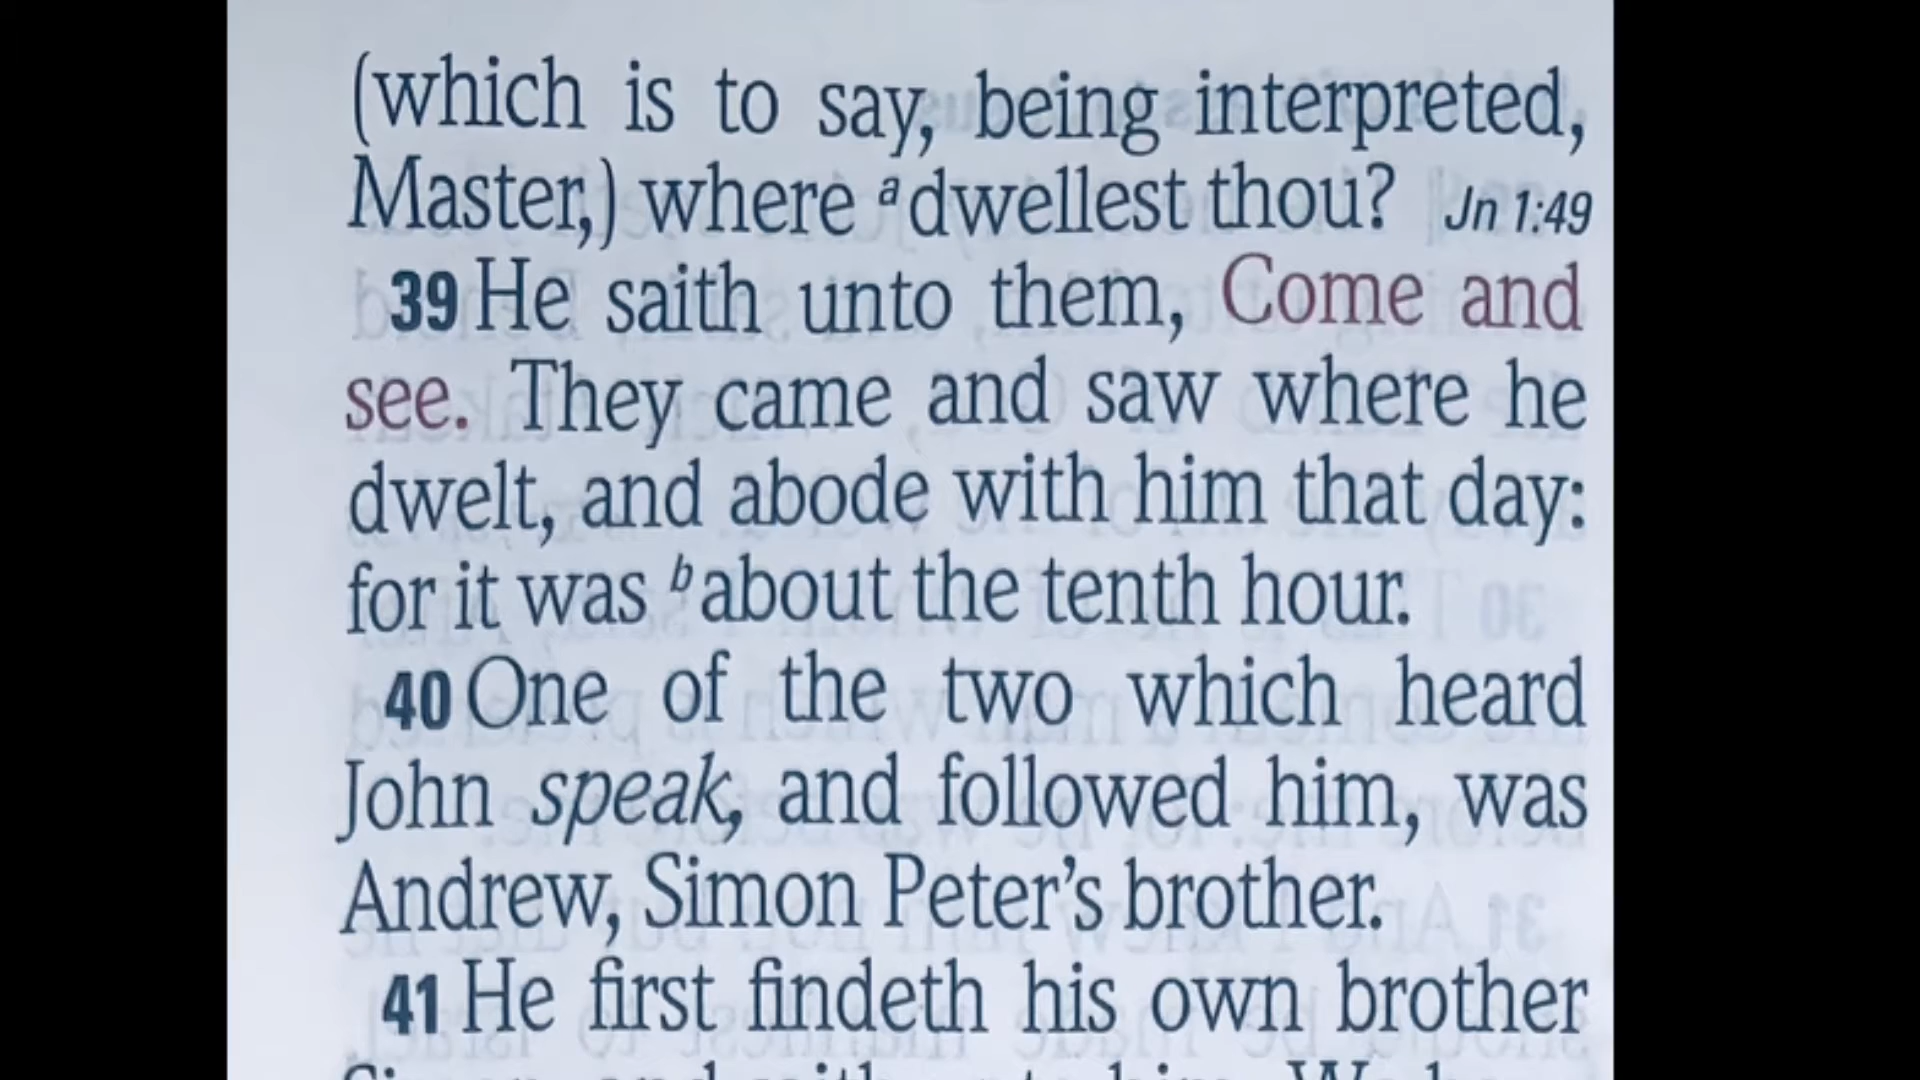 (which is to say, being interpreted,
Master,) where a dwellest thou? Jn 1:49
39 He saith unto them, Come and
see. They came and saw where he
dwelt, and abode with him that day:
for it was b about the tenth hour.
40 One of the two which heard
John speak, and followed him, was
Andrew, Simon Peter’s brother.
41 He first findeth his own brother